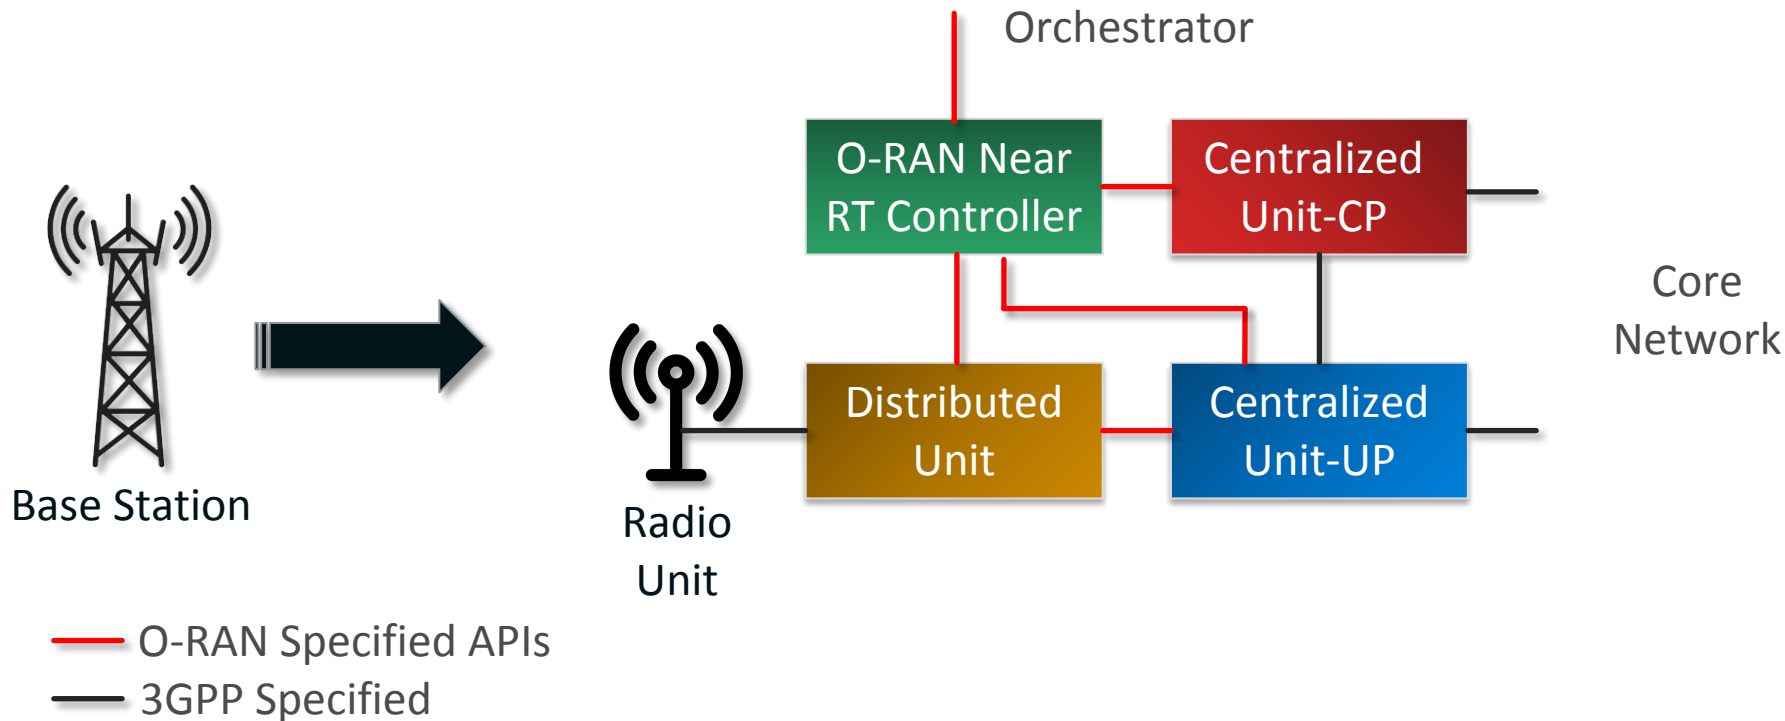 Orchestrator
O-RAN Near
RT Controller
Centralized
Unit-CP
Core
Network
Distributed
Unit
Centralized
Unit-UP
Base Station
Radio
Unit
O-RAN Specified APIs
3GPP Specified